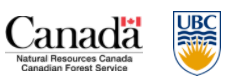 Canada
Natural Resources Canada
Canadian Forest Service
UBC